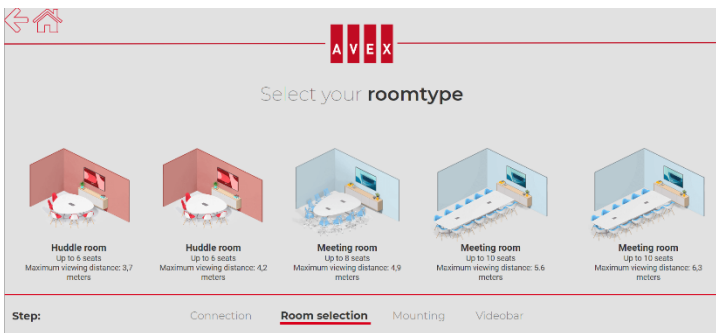 AVEX
Select your roomtype
Huddle room
Up to 6 seats
Maximum viewing distance: 3,7
meters
Huddle room
Up to 6 seats
Maximum viewing distance: 4,2
meters
Meeting room
Up to 8 seats
Maximum viewing distance: 4,9
meters
Meeting room
Up to 10 seats
Maximum viewing distance: 5.6
meters
Meeting room
Up to 10 seats
Maximum viewing distance: 6,3
meters
Step: Connection Room selection Mounting Videobar